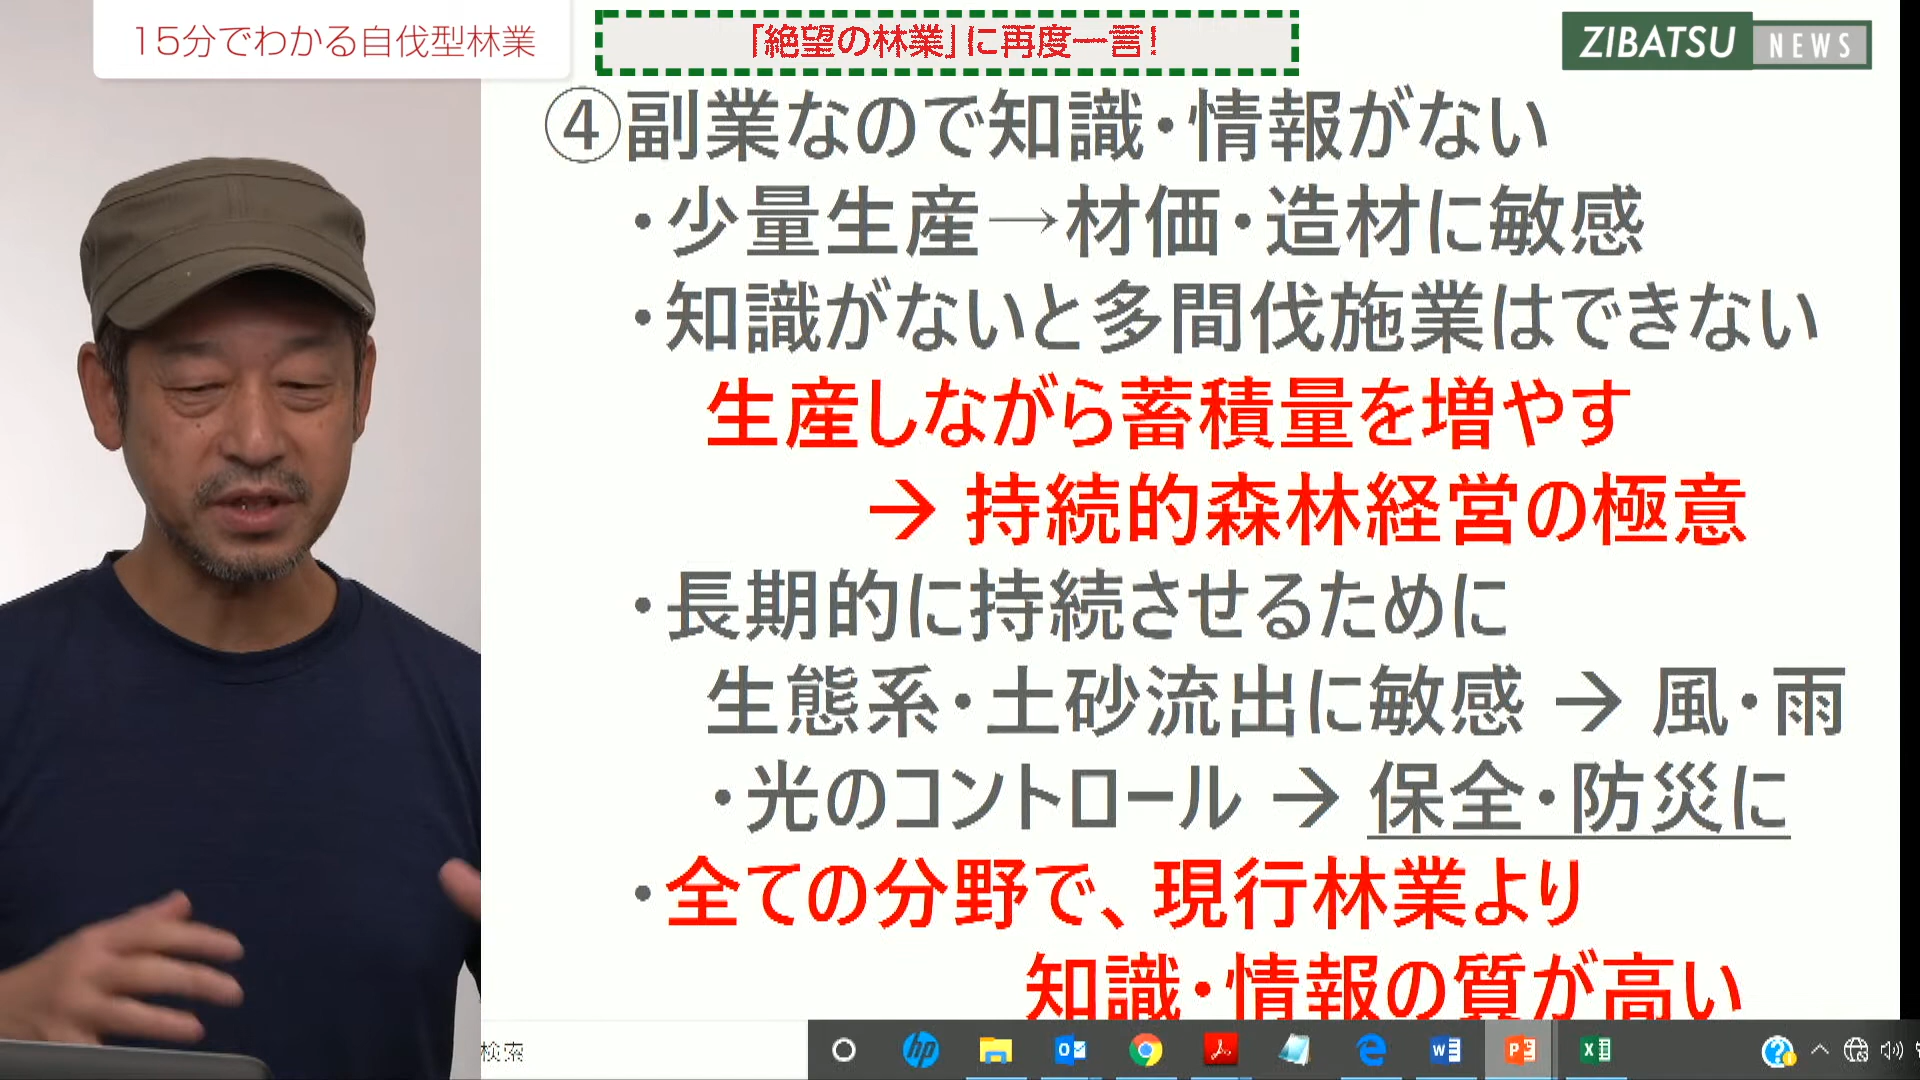 15分でわかる自伐型林業
「絶望の林業」に再度一言！
ZIBATSU NEWS
④副業なので知識・情報がない
・少量生産→材価・造材に敏感
・知識がないと多間伐施業はできない
生産しながら蓄積量を増やす
→ 持続的森林経営の極意
・長期的に持続させるために
生態系・土砂流出に敏感 → 風・雨
・光のコントロール → 保全・防災に
・全ての分野で、現行林業より
知識・情報の質が高い
検索